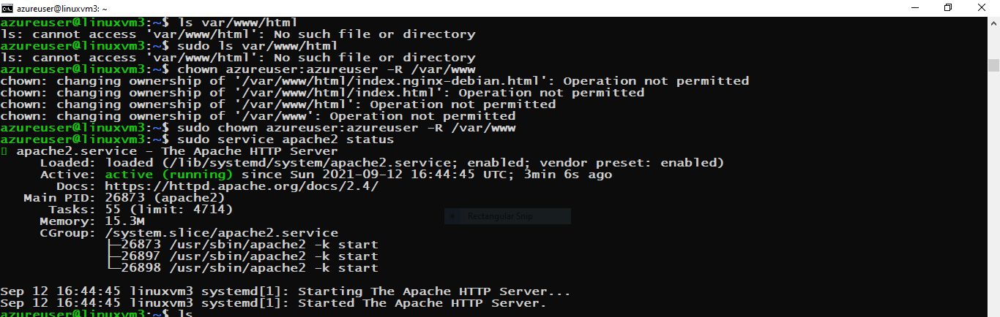 azureuser@linuxvm3: ~
azureuser@linuxvm3:~$ ls var/www/html
ls: cannot access 'var/www/html': No such file or directory
azureuser@linuxvm3:~$ sudo ls var/www/html
ls: cannot access 'var/www/html': No such file or directory
azureuser@linuxvm3:~$ chown azureuser:azureuser -R /var/www
chown: changing ownership of '/var/www/html/index.nginx-debian.html': Operation not permitted
chown: changing ownership of '/var/www/html/index.html': Operation not permitted
chown: changing ownership of '/var/www/html': Operation not permitted
chown: changing ownership of '/var/www': Operation not permitted
azureuser@linuxvm3:~$ sudo chown azureuser:azureuser -R /var/www
azureuser@linuxvm3:~$ sudo service apache2 status
apache2.service - The Apache HTTP Server
Loaded: loaded (/lib/systemd/system/apache2.service; enabled; vendor preset: enabled)
Active: active (running) since Sun 2021-09-12 16:44:45 UTC; 3min 6s ago
Docs: https://httpd.apache.org/docs/2.4/
Main PID: 26873 (apache2)
Tasks: 55 (limit: 4714)
Memory: 15.3M
Rectangular Snip
CGroup: /system.slice/apache2.service
├─26873 /usr/sbin/apache2 -k start
├─26897 /usr/sbin/apache2 -k start
└─26898 /usr/sbin/apache2 -k start
Sep 12 16:44:45 linuxvm3 systemd[1]: Starting The Apache HTTP Server...
Sep 12 16:44:45 linuxvm3 systemd[1]: Started The Apache HTTP Server.
azureuser@linuxvm3:~$ ls